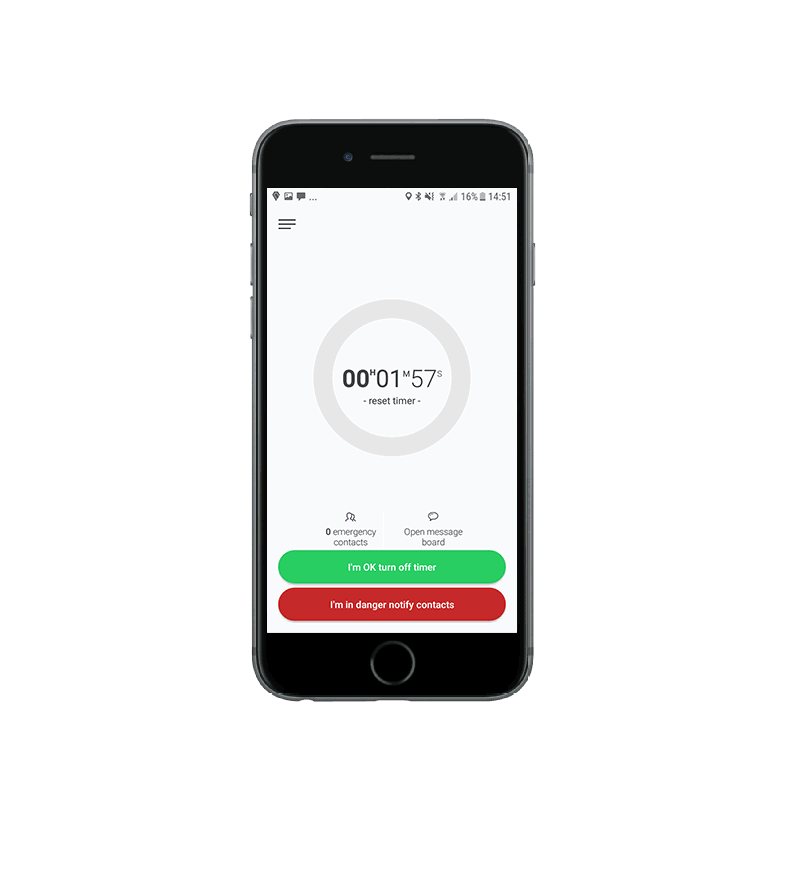 ... 16% 14:51
00H01M57S
- reset timer -
0 emergency
contacts
Open message
board
I'm OK turn off timer
I'm in danger notify contacts